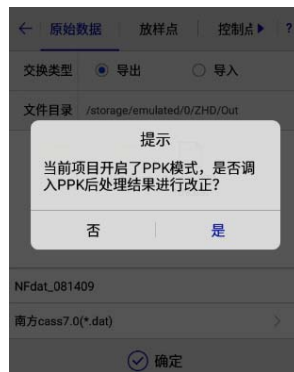 ← 原始数据 放样点 控制点▶ ?
交换类型 导出 导入
文件目录 /storage/emulated/0/ZHD/Out
提示
当前项目开启了PPK模式，是否调
入PPK后处理结果进行改正？
否 是
NFdat_081409
南方cass7.0(*.dat) >
确定